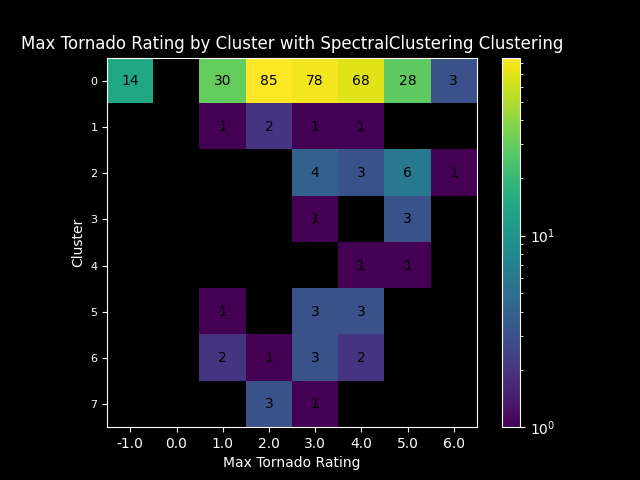 Max Tornado Rating by Cluster with SpectralClustering Clustering
0 14 30 85 78 68 28 3
1 1 2 1 1
2 4 3 6 1
3 1 3
4 1 1
5 1 3 3
6 2 1 3 2
7 3 1
-1.0 0.0 1.0 2.0 3.0 4.0 5.0 6.0
Max Tornado Rating
Cluster
10¹
10⁰